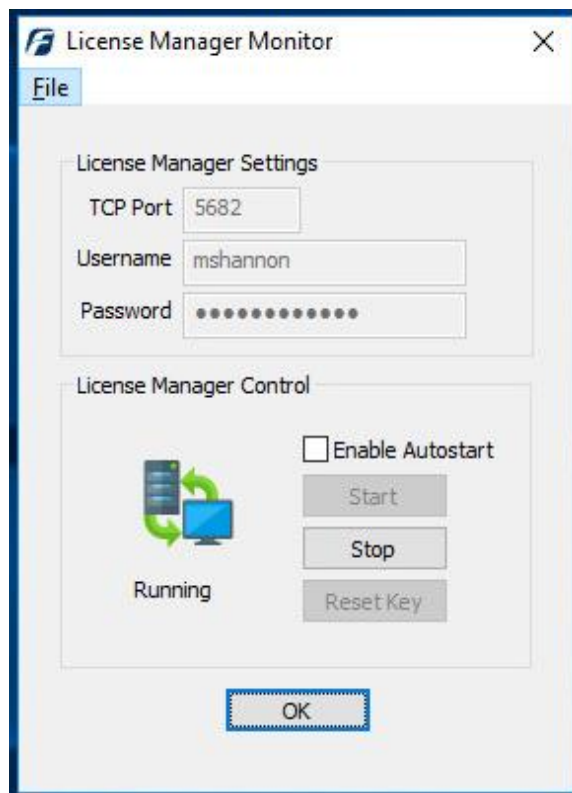 License Manager Monitor
File
License Manager Settings
TCP Port 5682
Username mshannon
Password ●●●●●●●●●●●●
License Manager Control
Enable Autostart
Start
Stop
Running
Reset Key
OK